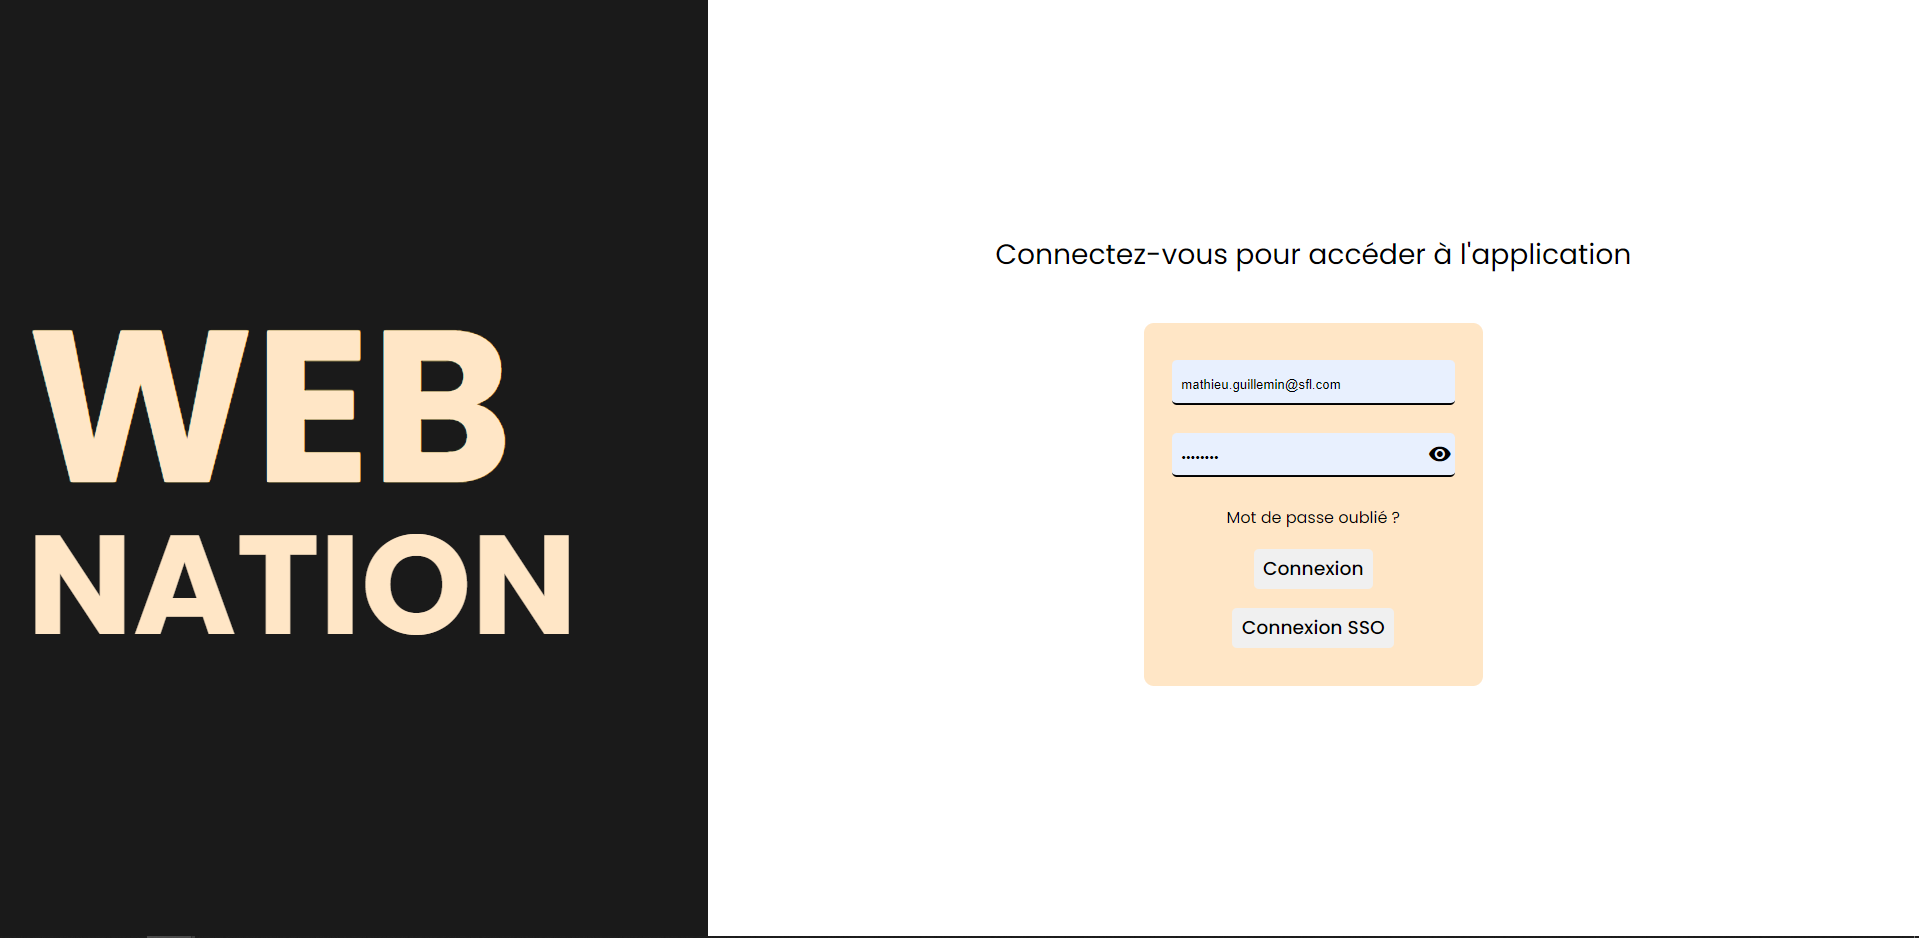 WEB
NATION
Connectez-vous pour accéder à l'application
mathieu.guillemin@sfl.com
••••••••
Mot de passe oublié ?
Connexion
Connexion SSO